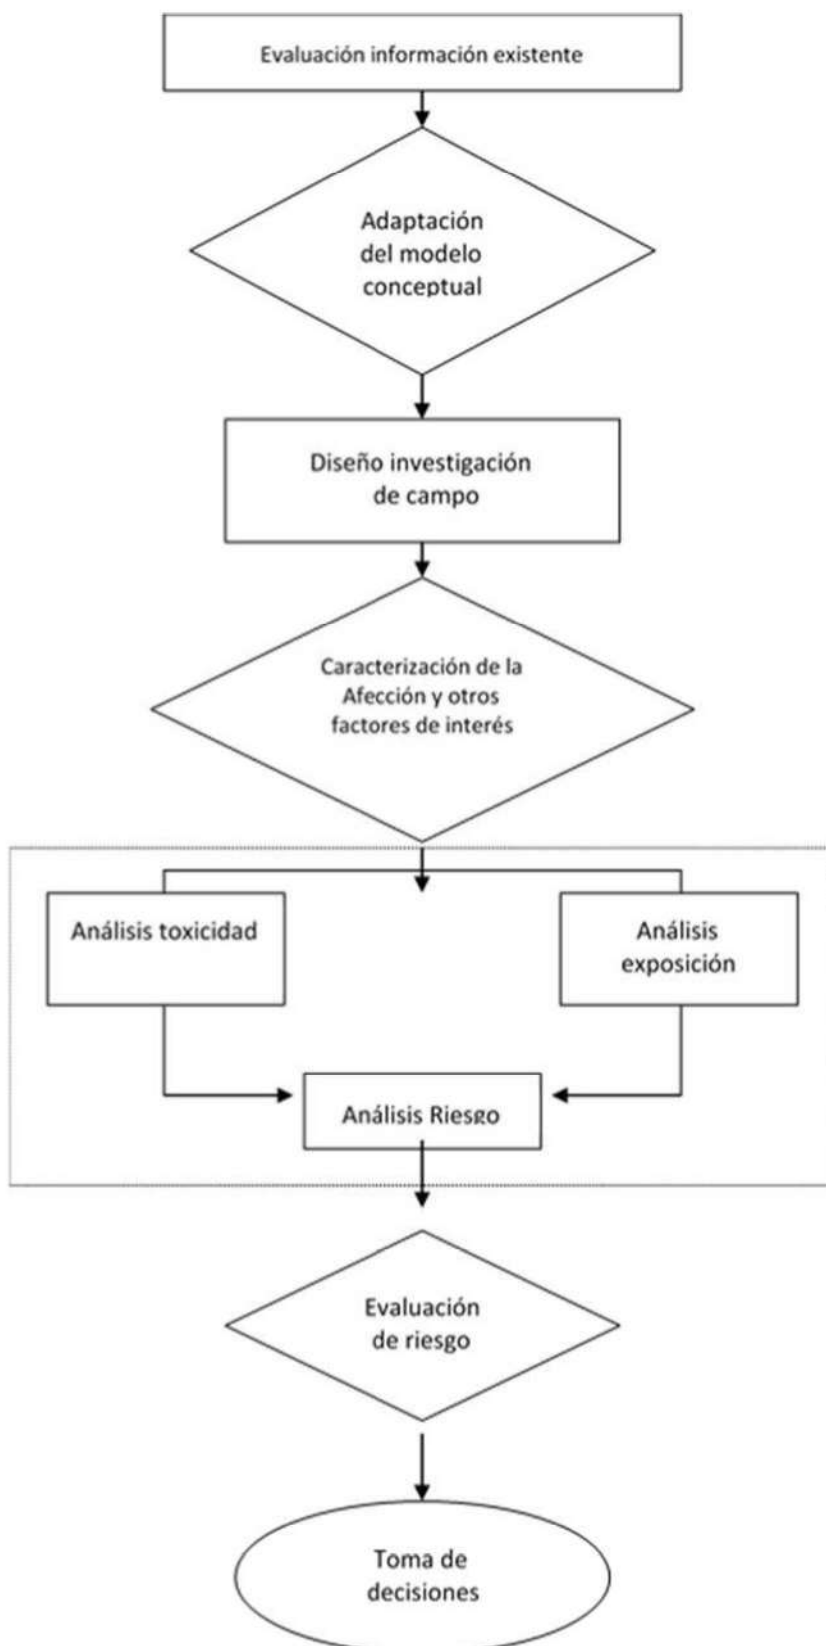 Evaluación información existente
Adaptación
del modelo
conceptual
Diseño investigación
de campo
Caracterización de la
Afección y otros
factores de interés
Análisis toxicidad
Análisis
exposición
Análisis Riesgo
Evaluación
de riesgo
Toma de
decisiones